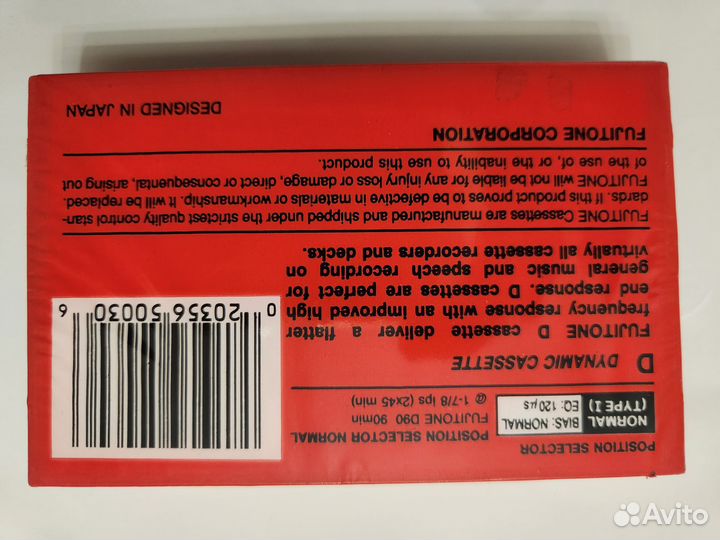 POSITION SELECTOR
NORMAL (TYPE I)
BIAS: NORMAL
EQ: 120 µs
POSITION SELECTOR NORMAL
FUJITONE D90 90min
@ 1-7/8 ips (2x45 min)
D DYNAMIC CASSETTE
FUJITONE D cassette deliver a flatter
frequency response with an improved high
end response. D cassettes are perfect for
general music and speech recording on
virtually all cassette recorders and decks.
0 20356 50030 6
FUJITONE Cassettes are manufactured and shipped under the strictest quality control stan-
dards. If this product proves to be defective in materials or workmanship. It will be replaced.
FUJITONE will not be liable for any injury or loss or damage, direct or consequental, arising out
of the use of, or, the or of the inability to use this product.
FUJITONE CORPORATION
DESIGNED IN JAPAN
Avito